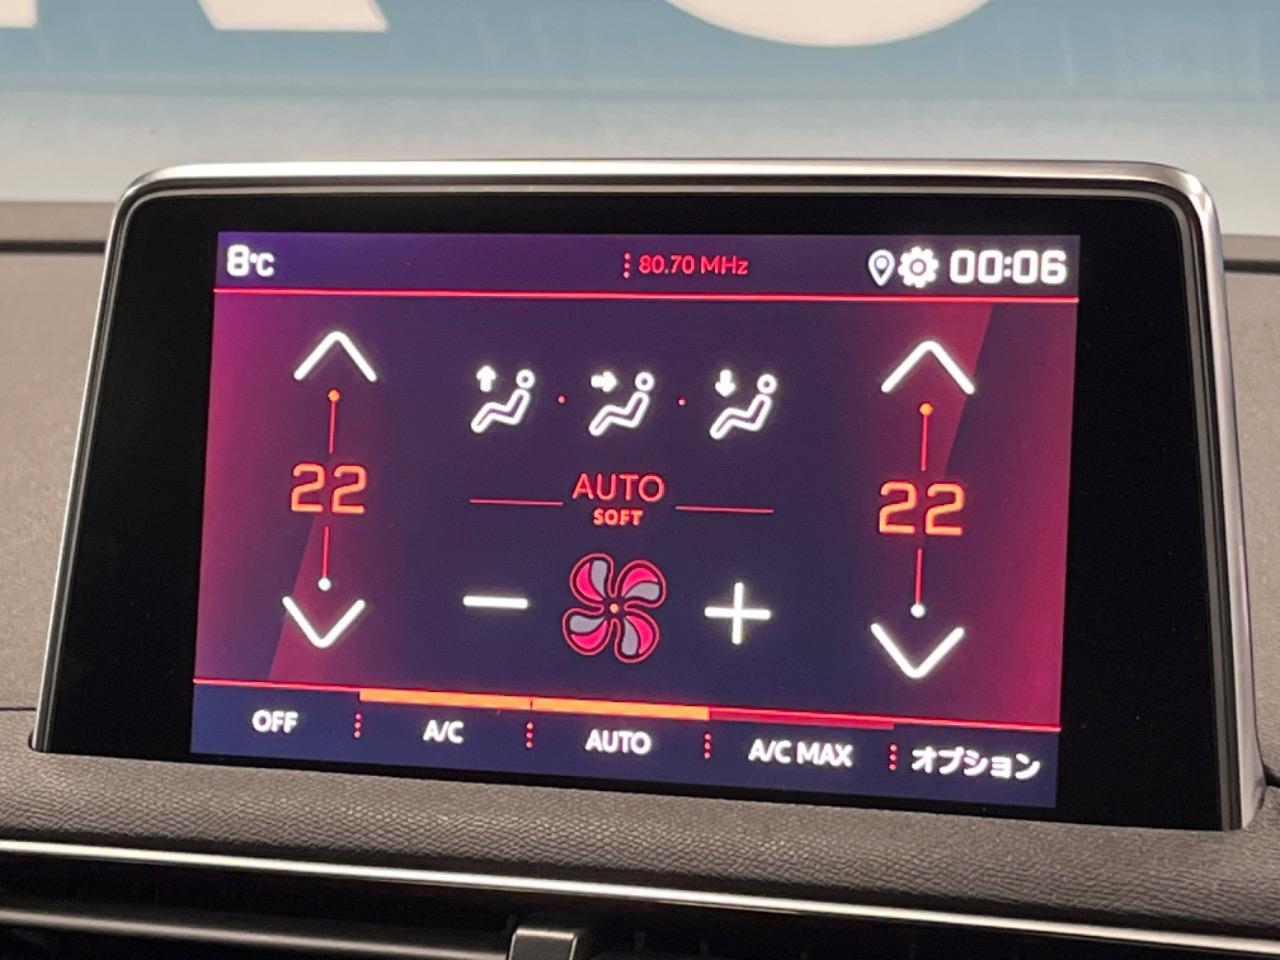 8°C
80.70 MHz
00:06
22
22
AUTO
SOFT
OFF
A/C
AUTO
A/C MAX
オプション